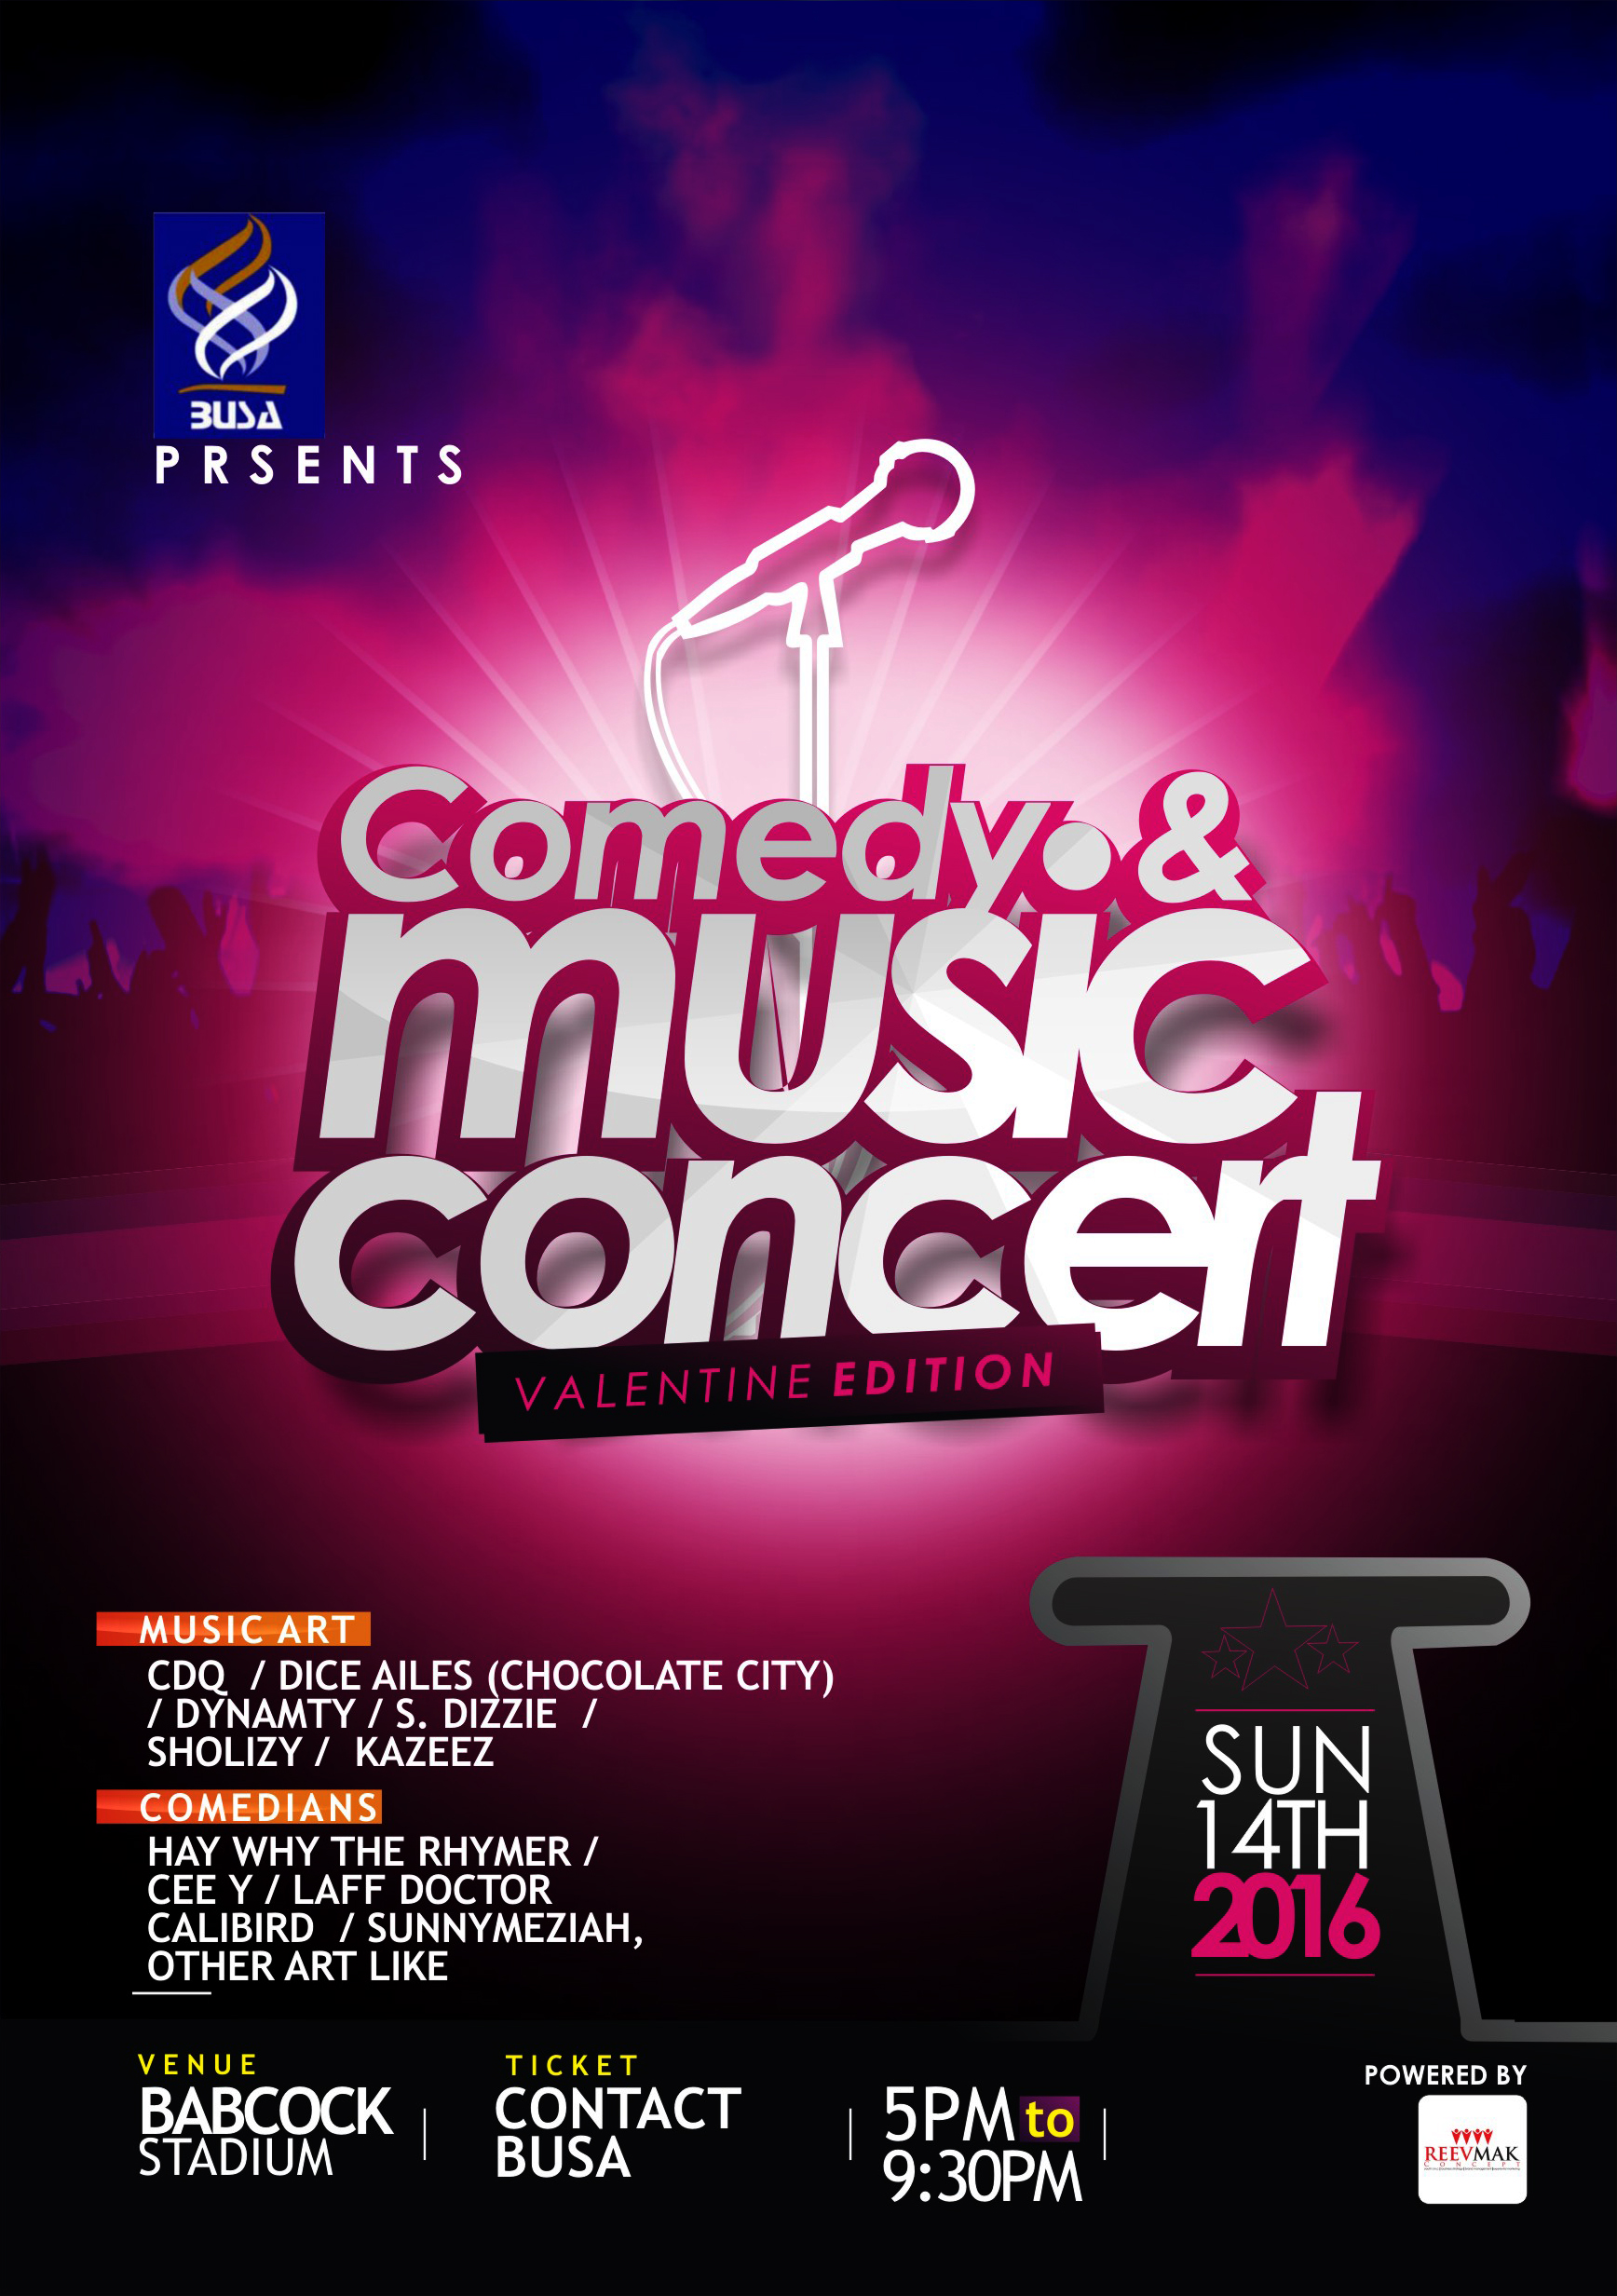 BUSA
PRSENTS
Comedy. &
music
concert
VALENTINE EDITION
MUSIC ART
CDQ / DICE AILES (CHOCOLATE CITY)
/ DYNAMTY / S. DIZZIE /
SHOLIZY / KAZEEZ
COMEDIANS
HAY WHY THE RHYMER /
CEE Y / LAFF DOCTOR
CALIBIRD / SUNNYMEZIAH,
OTHER ART LIKE
SUN
14TH
2016
VENUE
BABCOCK
STADIUM
TICKET
CONTACT
BUSA
5PM to
9:30PM
POWERED BY
REEVMAK
CONCEPT